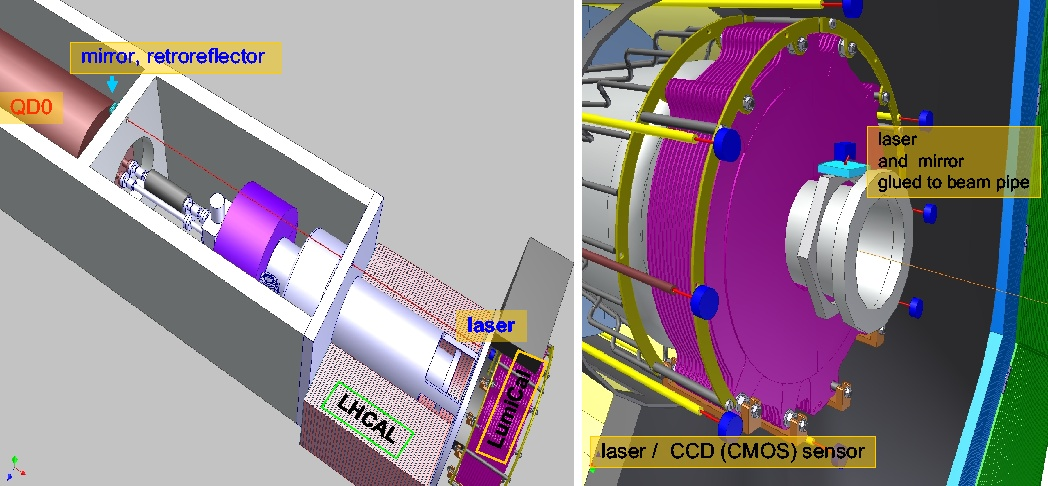 mirror, retroreflector
QD0
laser
LHCAL
LumiCal
laser
and mirror
glued to beam pipe
laser / CCD (CMOS) sensor